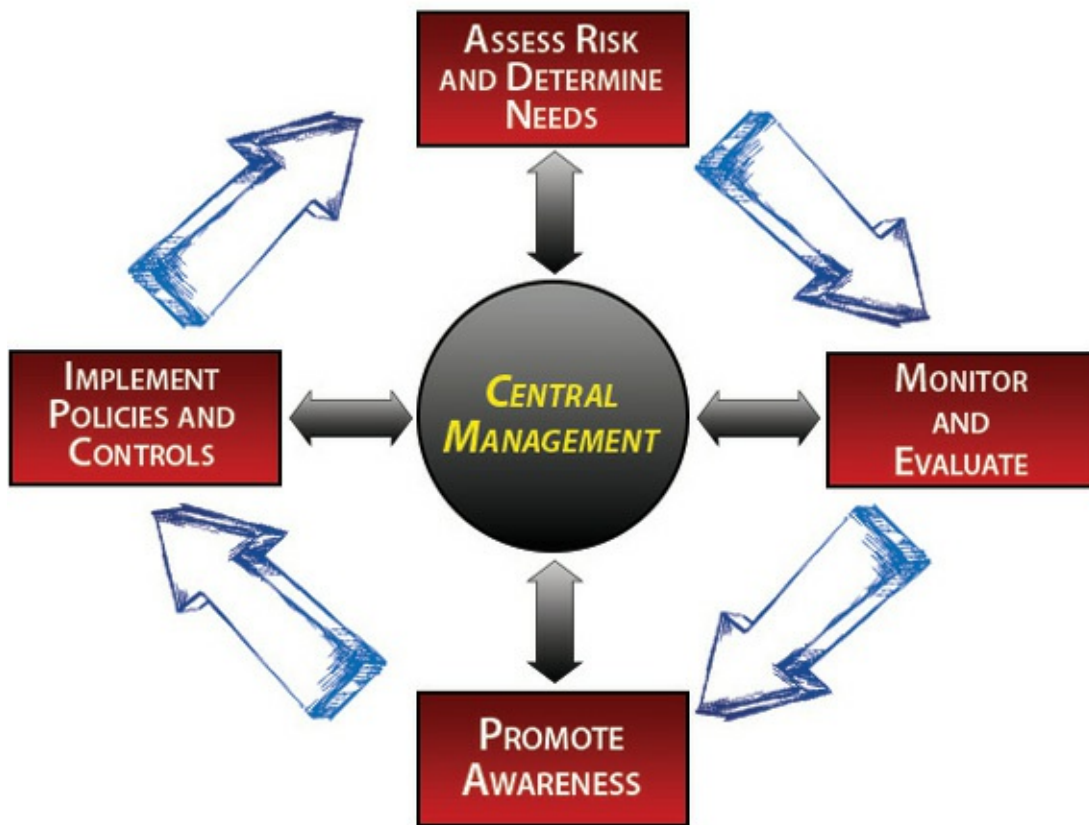 ASSESS RISK
AND DETERMINE
NEEDS
IMPLEMENT
POLICIES AND
CONTROLS
CENTRAL
MANAGEMENT
MONITOR
AND
EVALUATE
PROMOTE
AWARENESS